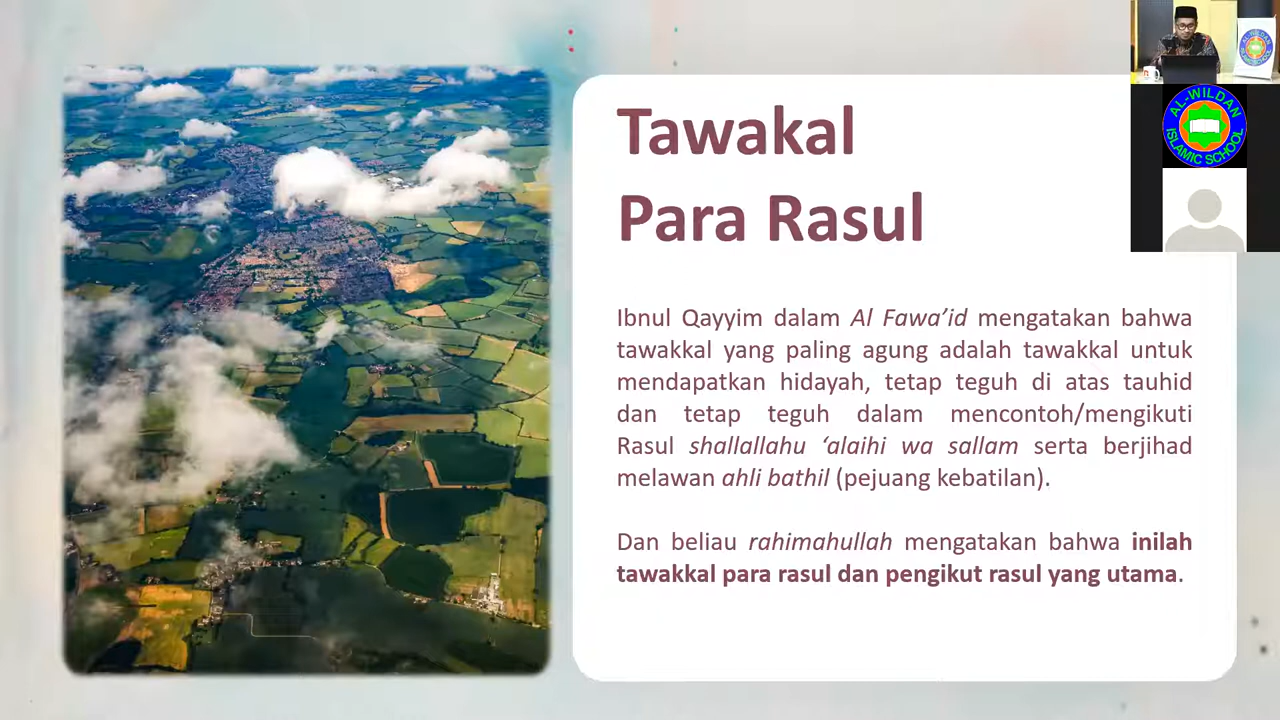 Tawakal
Para Rasul
Ibnul Qayyim dalam Al Fawa’id mengatakan bahwa
tawakkal yang paling agung adalah tawakkal untuk
mendapatkan hidayah, tetap teguh di atas tauhid
dan tetap teguh dalam mencontoh/mengikuti
Rasul shallallahu ‘alaihi wa sallam serta berjihad
melawan ahli bathil (pejuang kebatilan).
Dan beliau rahimahullah mengatakan bahwa inilah
tawakkal para rasul dan pengikut rasul yang utama.
AL-WILDAN
ISLAMIC SCHOOL